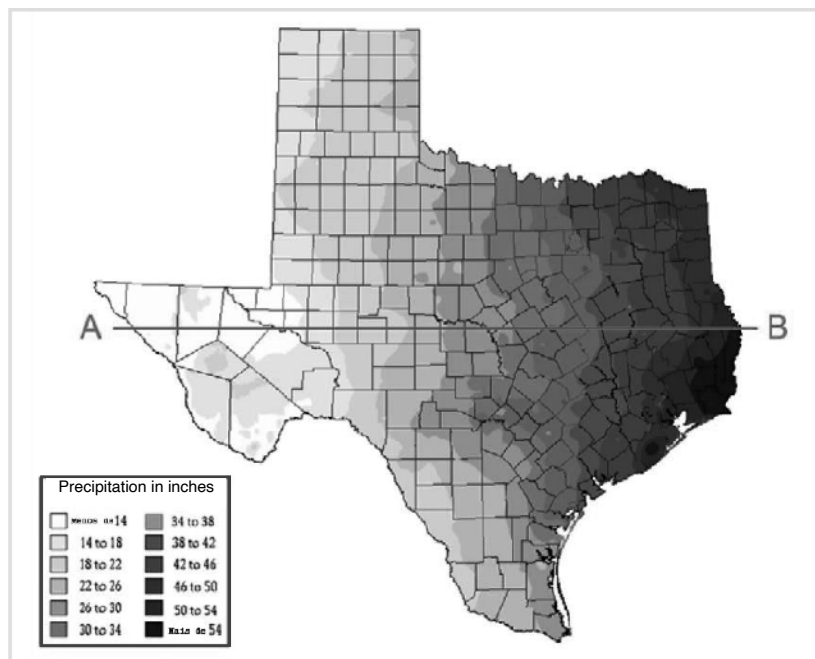 A
B
Precipitation in inches
Menos de 14
14 to 18
18 to 22
22 to 26
26 to 30
30 to 34
34 to 38
38 to 42
42 to 46
46 to 50
50 to 54
Mais de 54